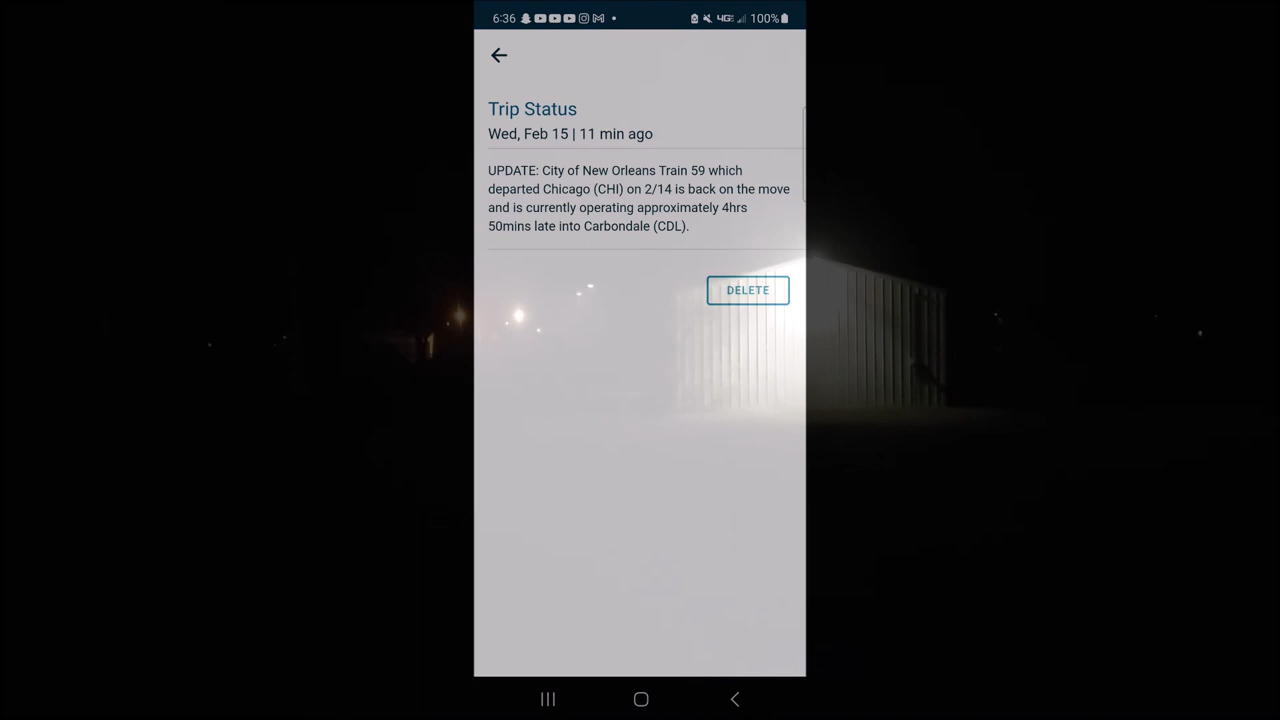 6:36 4GE 100%
Trip Status
Wed, Feb 15 | 11 min ago
UPDATE: City of New Orleans Train 59 which
departed Chicago (CHI) on 2/14 is back on the move
and is currently operating approximately 4hrs
50mins late into Carbondale (CDL).
DELETE